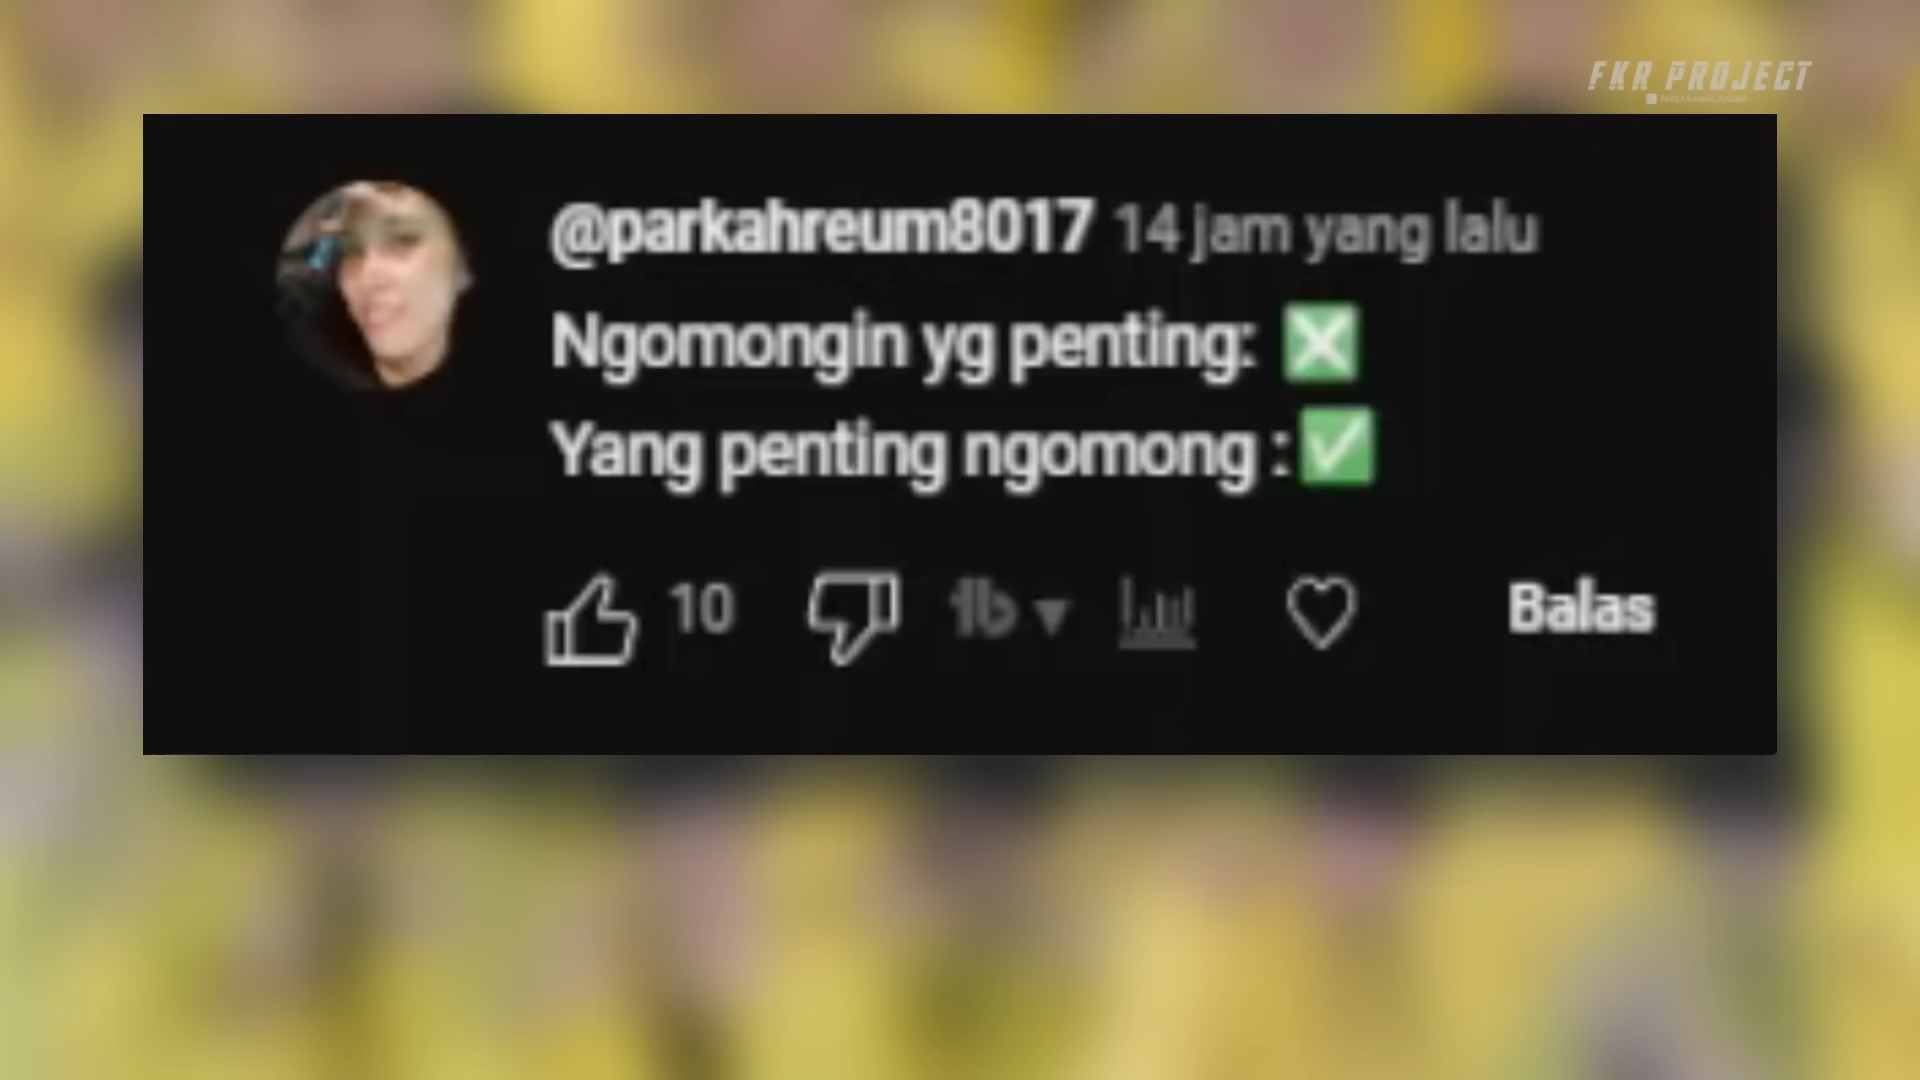 FKR PROJECT
@parkahreum8017 14 jam yang lalu
Ngomongin yg penting: ❎
Yang penting ngomong : ✅
10
Balas